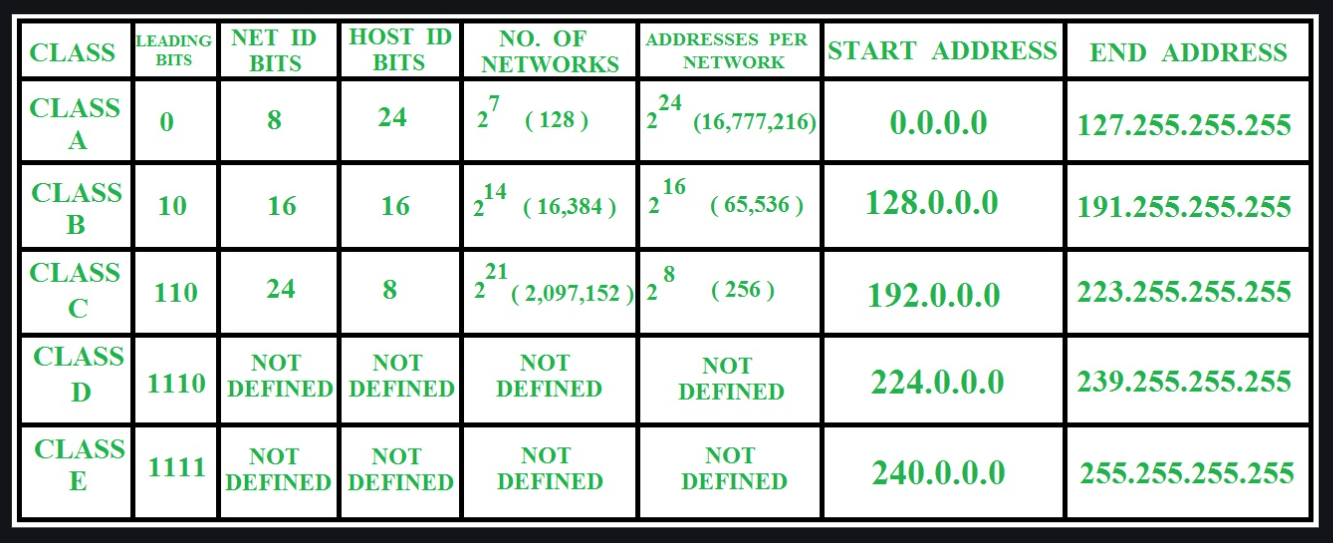 CLASS LEADING BITS NET ID BITS HOST ID BITS NO. OF NETWORKS ADDRESSES PER NETWORK START ADDRESS END ADDRESS
CLASS A 0 8 24 2^7 ( 128 ) 2^24 (16,777,216) 0.0.0.0 127.255.255.255
CLASS B 10 16 16 2^14 ( 16,384 ) 2^16 ( 65,536 ) 128.0.0.0 191.255.255.255
CLASS C 110 24 8 2^21 ( 2,097,152 ) 2^8 ( 256 ) 192.0.0.0 223.255.255.255
CLASS D 1110 NOT DEFINED NOT DEFINED NOT DEFINED NOT DEFINED 224.0.0.0 239.255.255.255
CLASS E 1111 NOT DEFINED NOT DEFINED NOT DEFINED NOT DEFINED 240.0.0.0 255.255.255.255